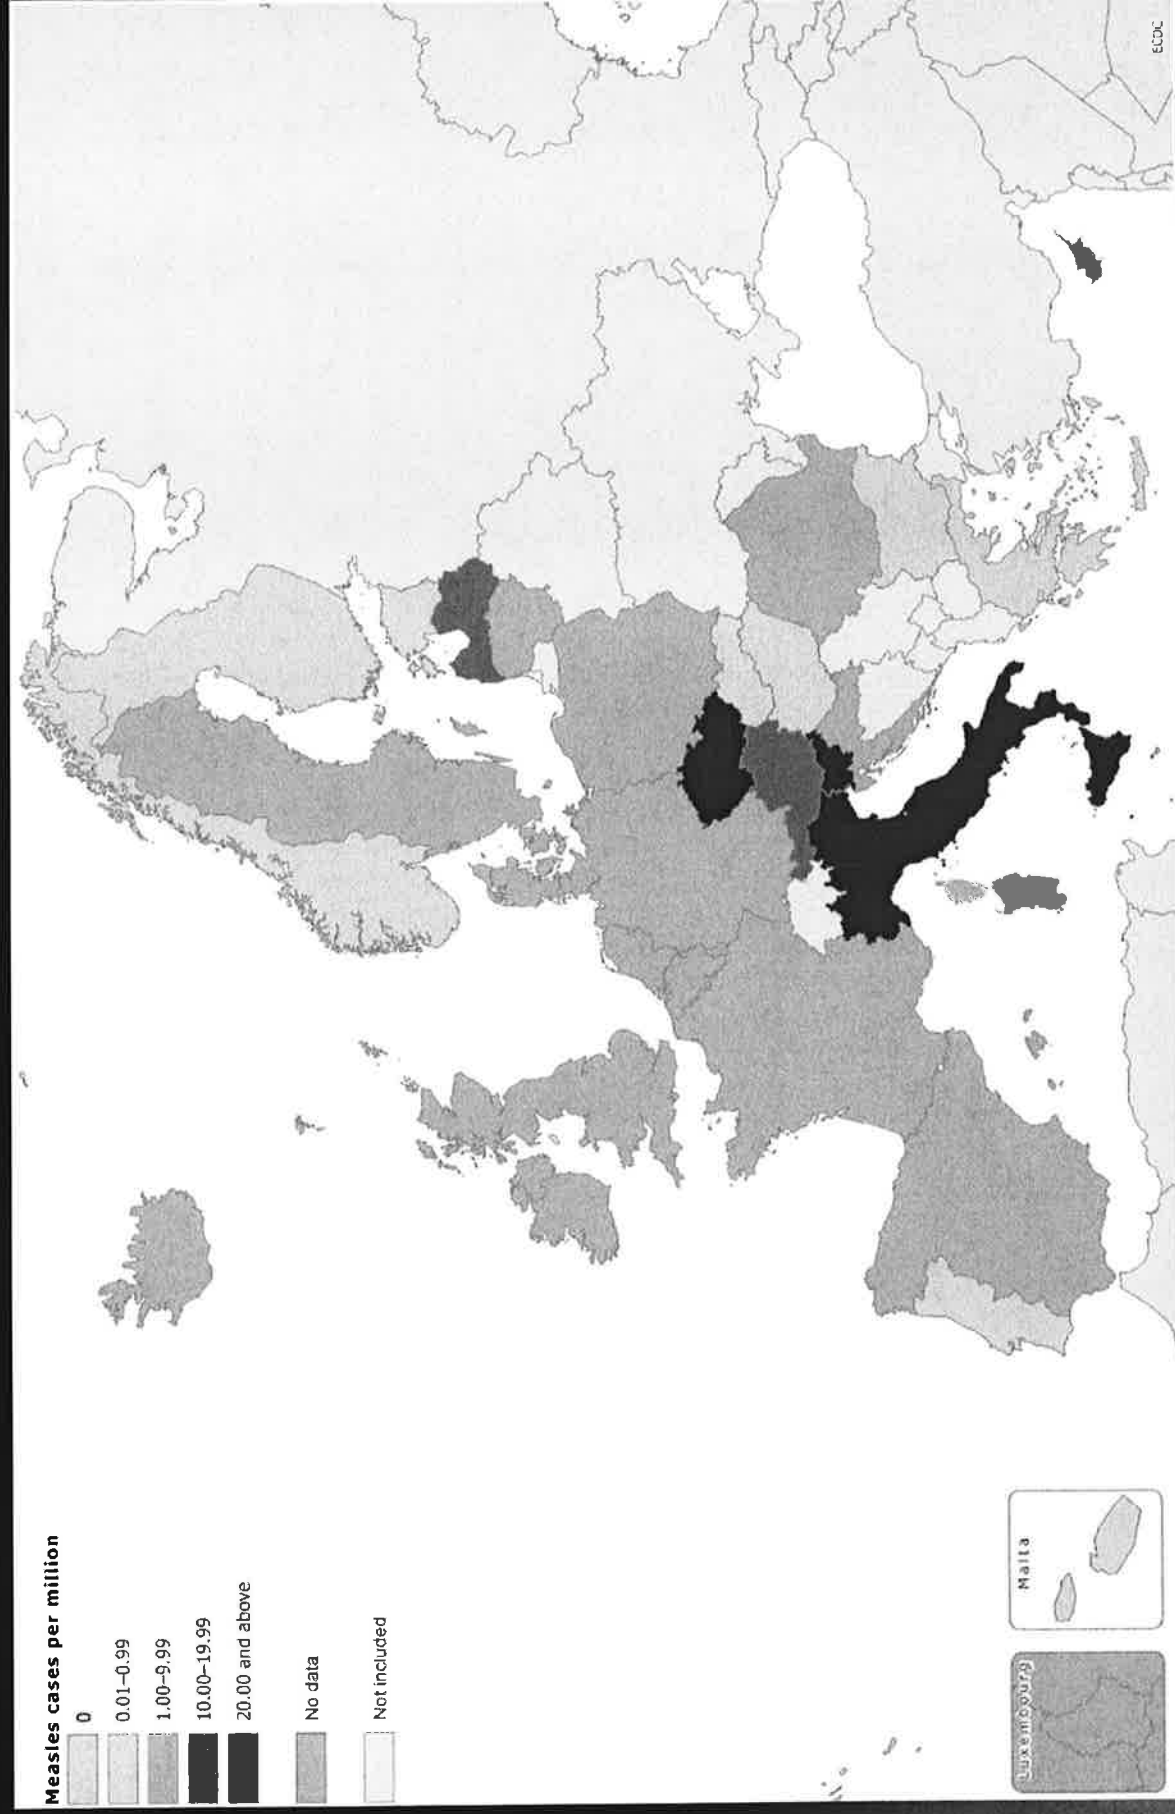 Measles cases per million
0
0.01–0.99
1.00–9.99
10.00–19.99
20.00 and above
No data
Not included
Luxembourg
Malta
ECDC